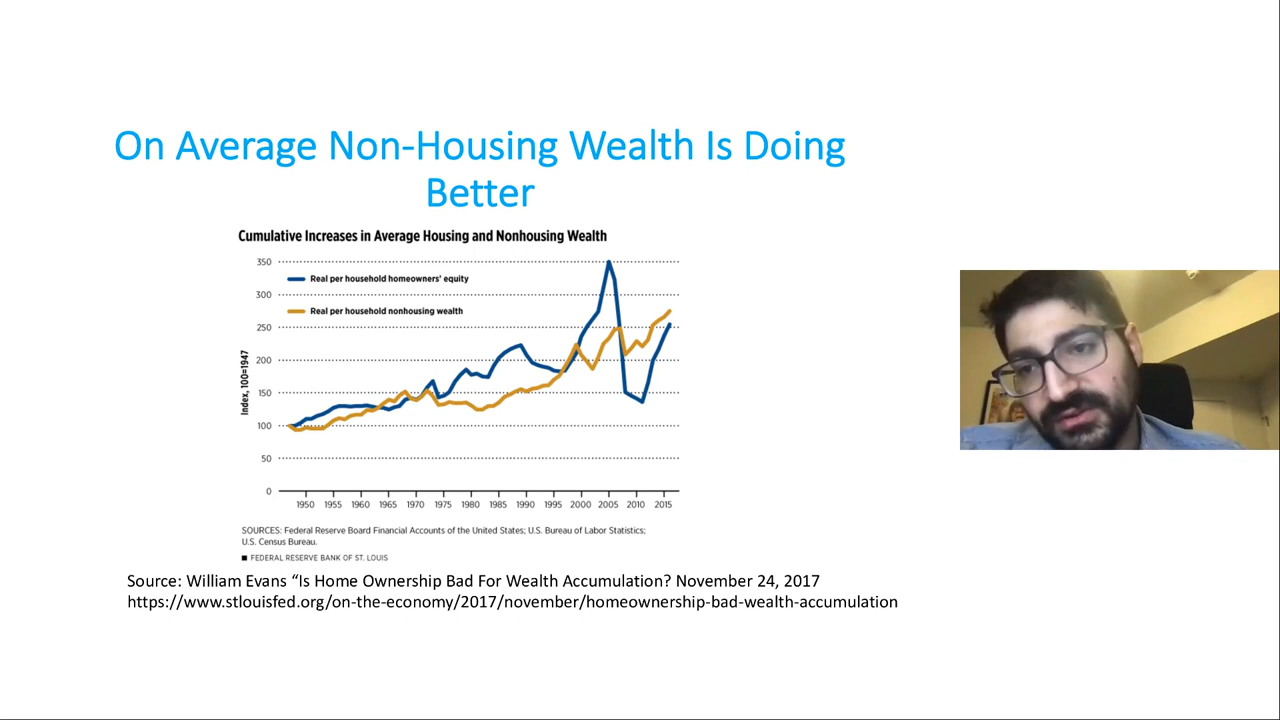 On Average Non-Housing Wealth Is Doing
Better
Cumulative Increases in Average Housing and Nonhousing Wealth
350
Real per household homeowners' equity
300
Real per household nonhousing wealth
250
200
150
100
50
0
Index, 100=1947
1950 1955 1960 1965 1970 1975 1980 1985 1990 1995 2000 2005 2010 2015
SOURCES: Federal Reserve Board Financial Accounts of the United States; U.S. Bureau of Labor Statistics;
U.S. Census Bureau.
FEDERAL RESERVE BANK OF ST. LOUIS
Source: William Evans “Is Home Ownership Bad For Wealth Accumulation? November 24, 2017
https://www.stlouisfed.org/on-the-economy/2017/november/homeownership-bad-wealth-accumulation